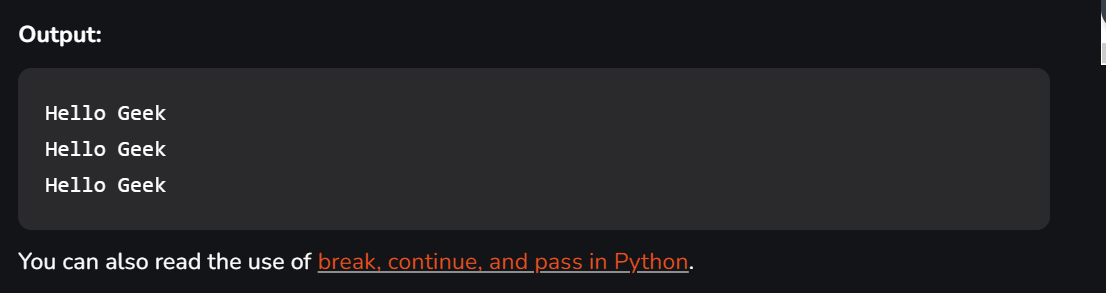 Output:
Hello Geek
Hello Geek
Hello Geek
You can also read the use of break, continue, and pass in Python.